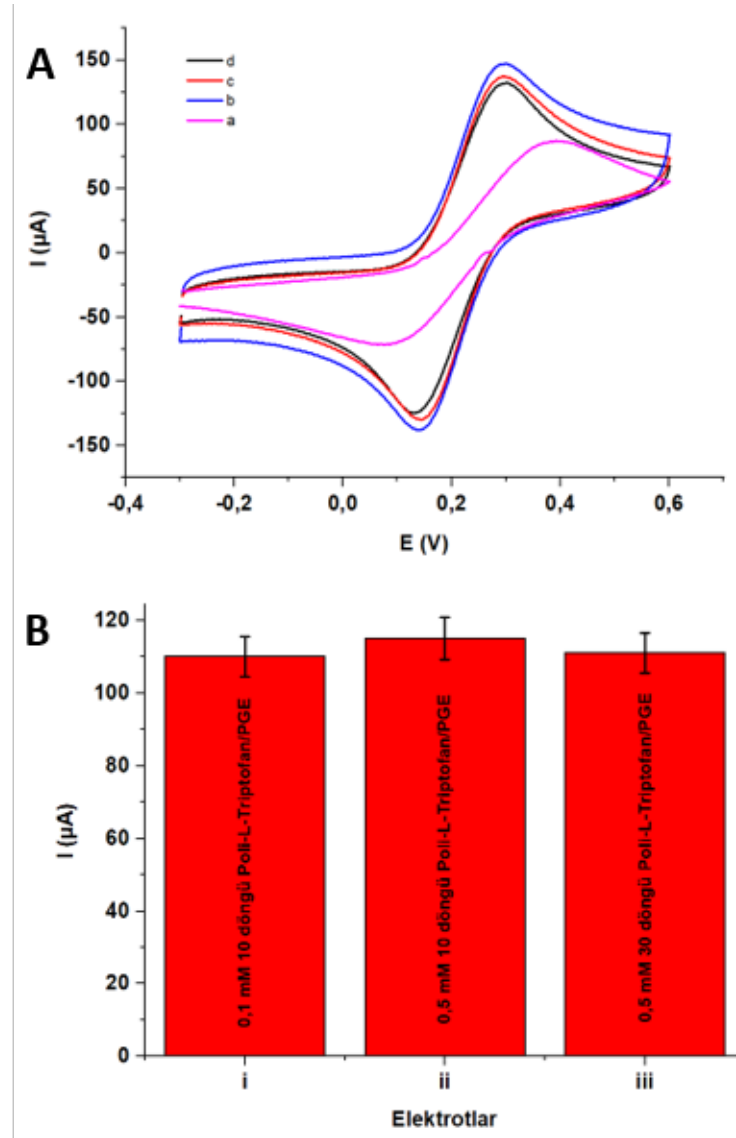 A
d
c
b
a
150
100
50
0
-50
-100
-150
I (µA)
-0,4
-0,2
0,0
0,2
0,4
0,6
E (V)
B
120
100
80
60
40
20
0
I (µA)
0,1 mM 10 döngü Poli-L-Triptofan/PGE
0,5 mM 10 döngü Poli-L-Triptofan/PGE
0,5 mM 30 döngü Poli-L-Triptofan/PGE
i
ii
iii
Elektrotlar